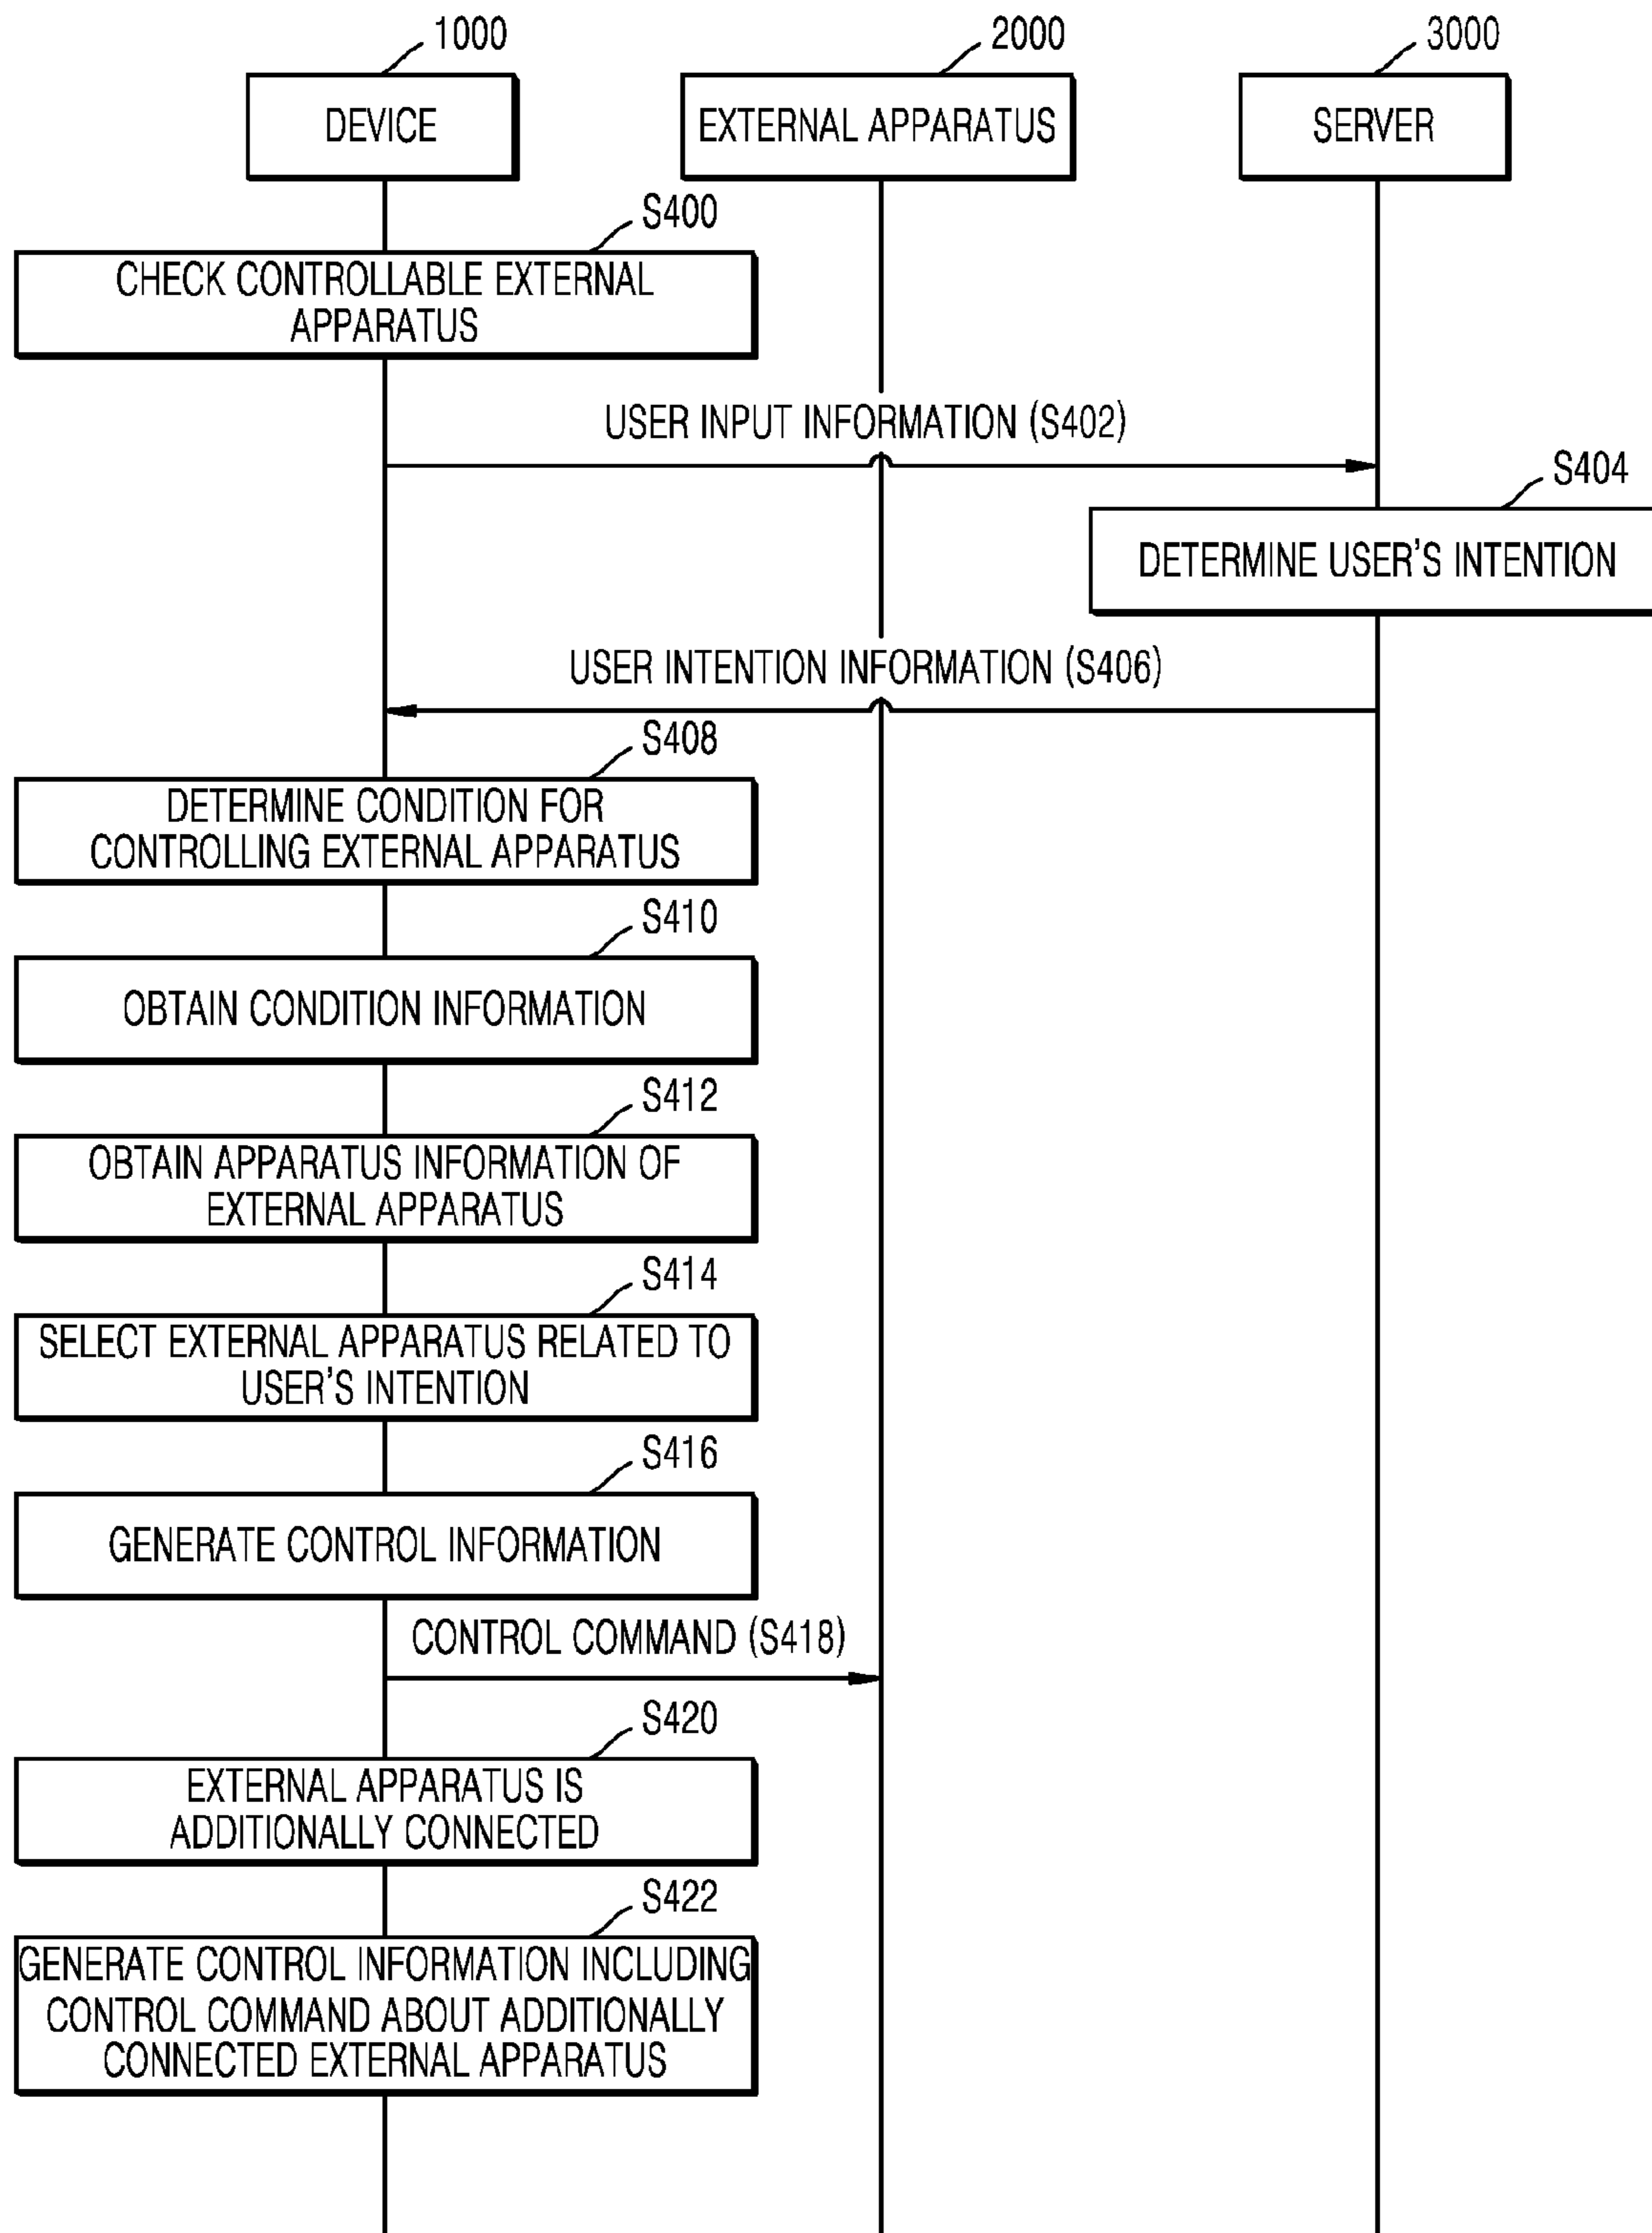 1000
2000
3000
DEVICE
EXTERNAL APPARATUS
SERVER
S400
CHECK CONTROLLABLE EXTERNAL
APPARATUS
USER INPUT INFORMATION (S402)
S404
DETERMINE USER'S INTENTION
USER INTENTION INFORMATION (S406)
S408
DETERMINE CONDITION FOR
CONTROLLING EXTERNAL APPARATUS
S410
OBTAIN CONDITION INFORMATION
S412
OBTAIN APPARATUS INFORMATION OF
EXTERNAL APPARATUS
S414
SELECT EXTERNAL APPARATUS RELATED TO
USER'S INTENTION
S416
GENERATE CONTROL INFORMATION
CONTROL COMMAND (S418)
S420
EXTERNAL APPARATUS IS
ADDITIONALLY CONNECTED
S422
GENERATE CONTROL INFORMATION INCLUDING
CONTROL COMMAND ABOUT ADDITIONALLY
CONNECTED EXTERNAL APPARATUS